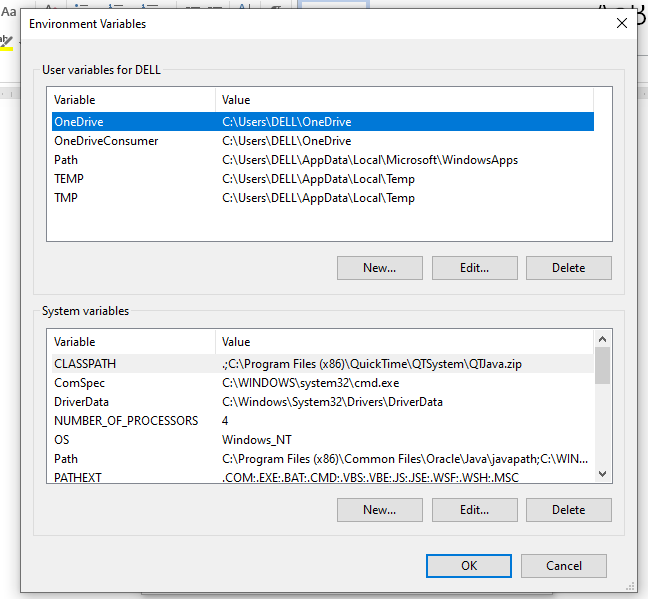 Aa
Environment Variables
User variables for DELL
Variable Value
OneDrive C:\Users\DELL\OneDrive
OneDriveConsumer C:\Users\DELL\OneDrive
Path C:\Users\DELL\AppData\Local\Microsoft\WindowsApps
TEMP C:\Users\DELL\AppData\Local\Temp
TMP C:\Users\DELL\AppData\Local\Temp
New... Edit... Delete
System variables
Variable Value
CLASSPATH .;C:\Program Files (x86)\QuickTime\QTSystem\QTJava.zip
ComSpec C:\WINDOWS\system32\cmd.exe
DriverData C:\Windows\System32\Drivers\DriverData
NUMBER_OF_PROCESSORS 4
OS Windows_NT
Path C:\Program Files (x86)\Common Files\Oracle\Java\javapath;C:\WIN...
PATHEXT .COM;.EXE;.BAT;.CMD;.VBS;.VBE;.JS;.JSE;.WSF;.WSH;.MSC
New... Edit... Delete
OK Cancel